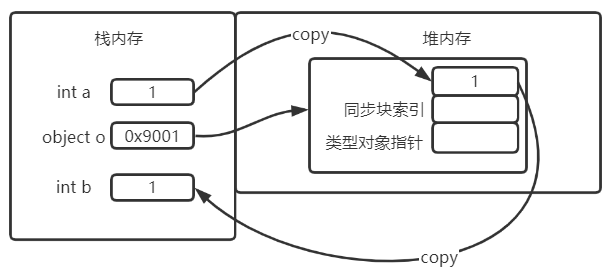 栈内存
堆内存
copy
int a
1
1
同步块索引
object o
0x9001
类型对象指针
int b
1
copy